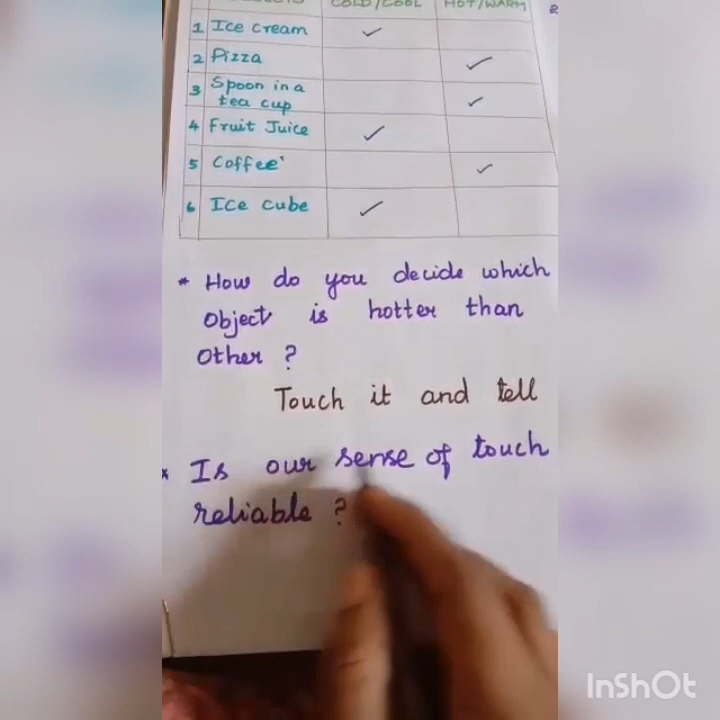 COLD/COOL HOT/WARM 2
1 Ice cream ✓
2 Pizza ✓
3 Spoon in a
tea cup ✓
4 Fruit Juice ✓
5 Coffee ✓
6 Ice cube ✓
* How do you decide which
object is hotter than
other ?
Touch it and tell
* Is our sense of touch
reliable ?
InShOt